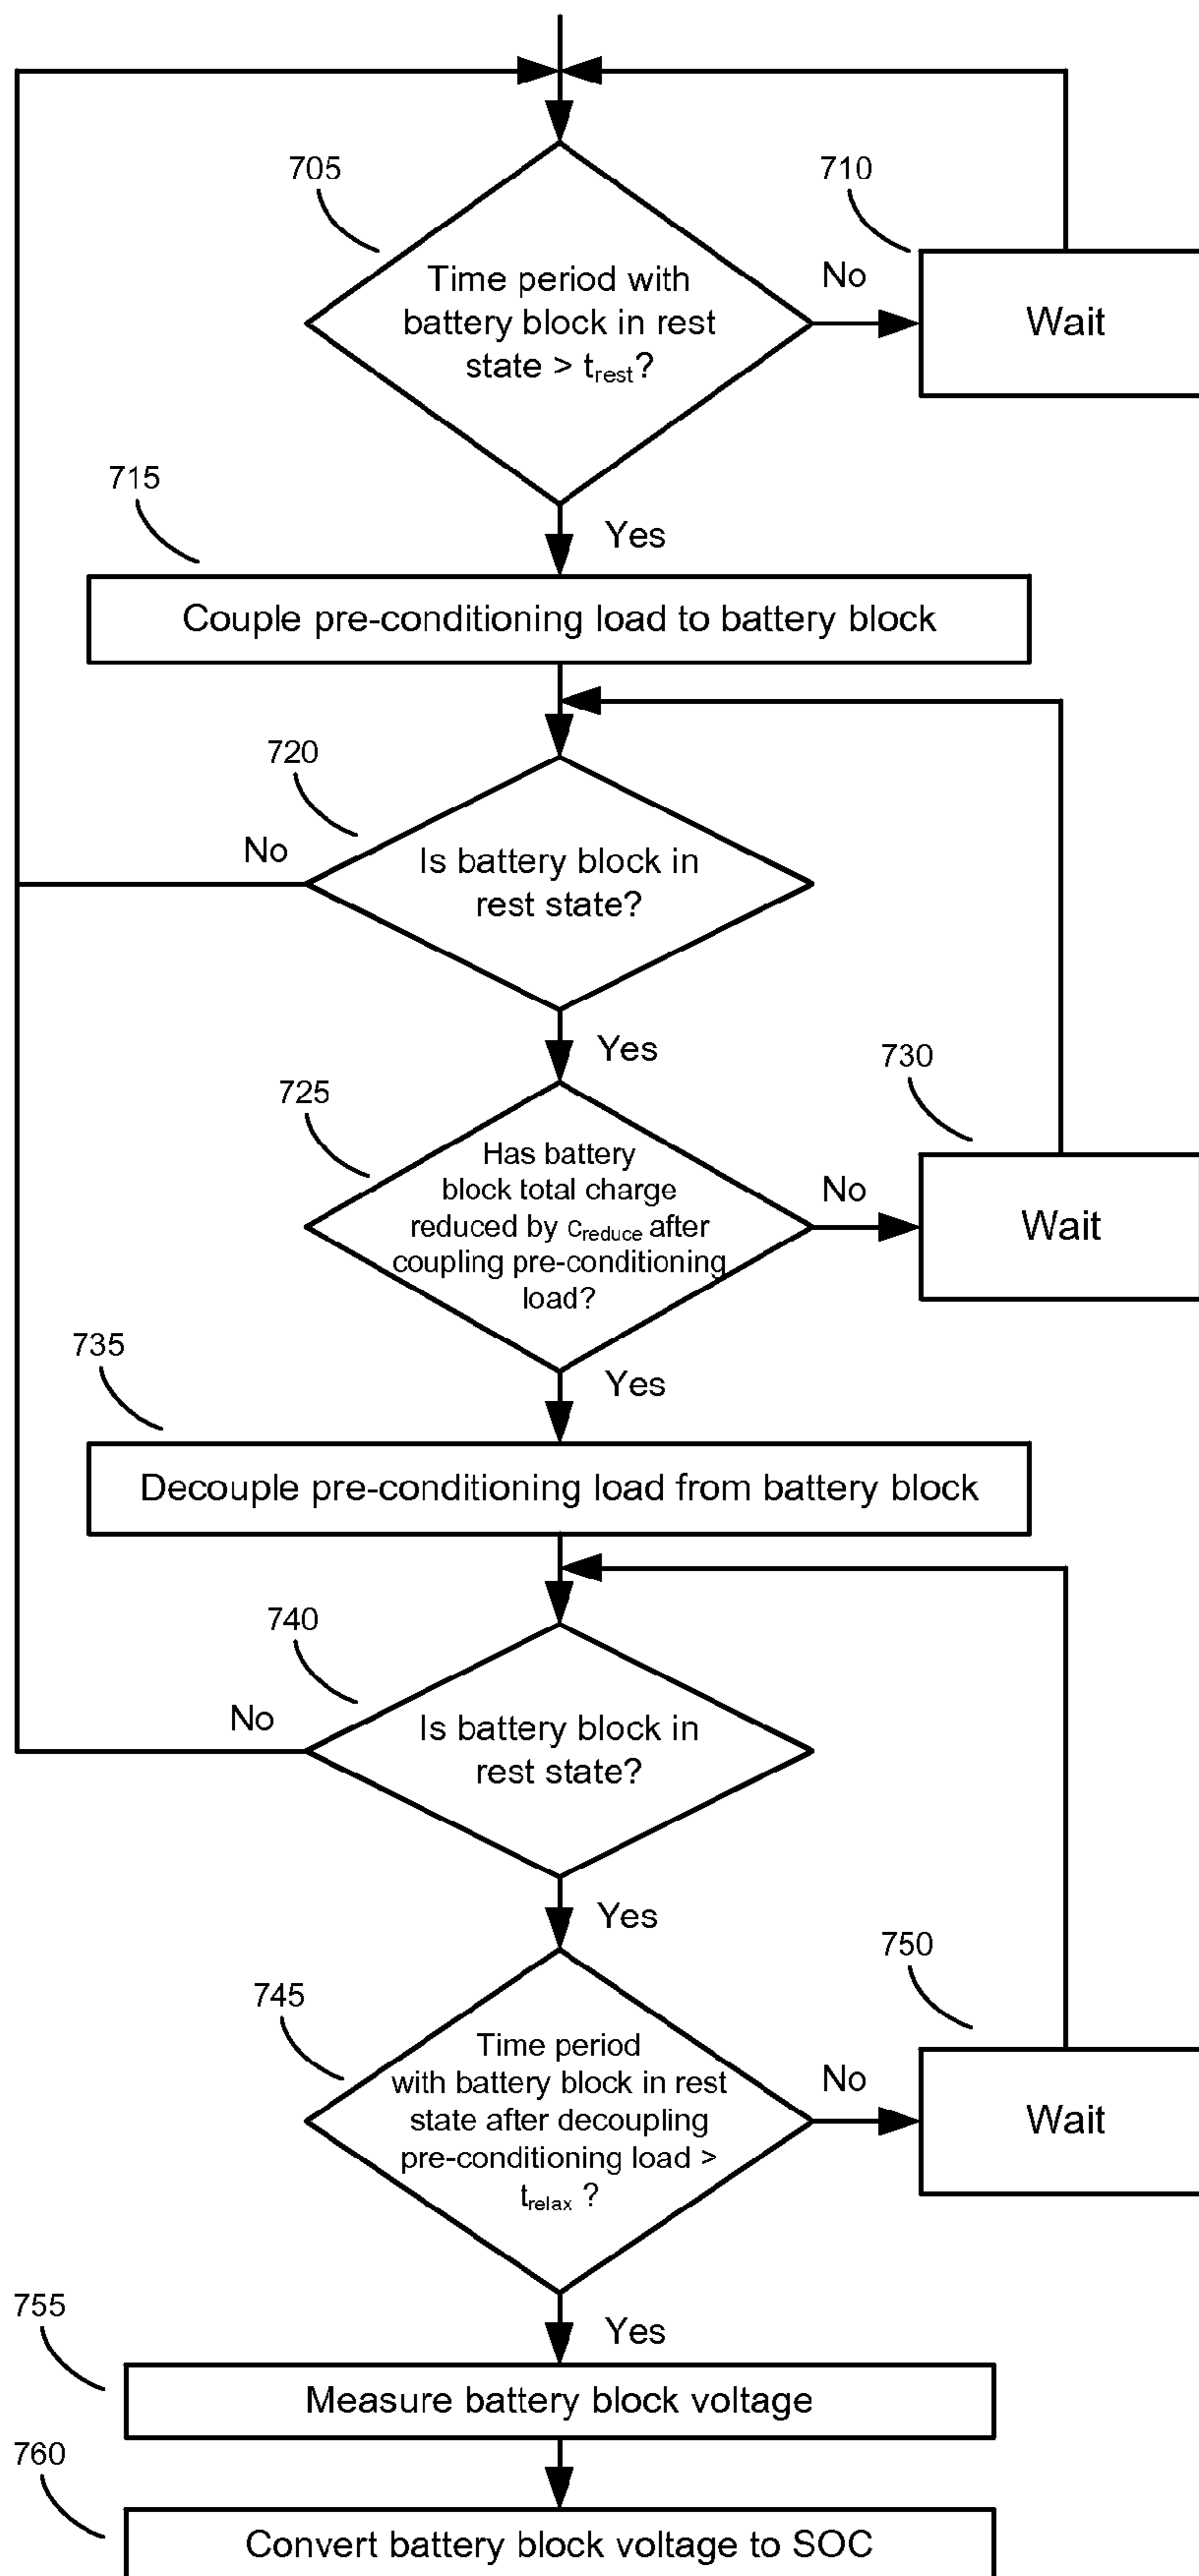 705
710
Time period with
battery block in rest
state > trest?
No
Wait
715
Yes
Couple pre-conditioning load to battery block
720
No
Is battery block in
rest state?
Yes
730
725
Has battery
block total charge
reduced by creduce after
coupling pre-conditioning
load?
No
Wait
735
Yes
Decouple pre-conditioning load from battery block
740
No
Is battery block in
rest state?
Yes
750
745
Time period
with battery block in rest
state after decoupling
pre-conditioning load >
trelax ?
No
Wait
755
Yes
Measure battery block voltage
760
Convert battery block voltage to SOC